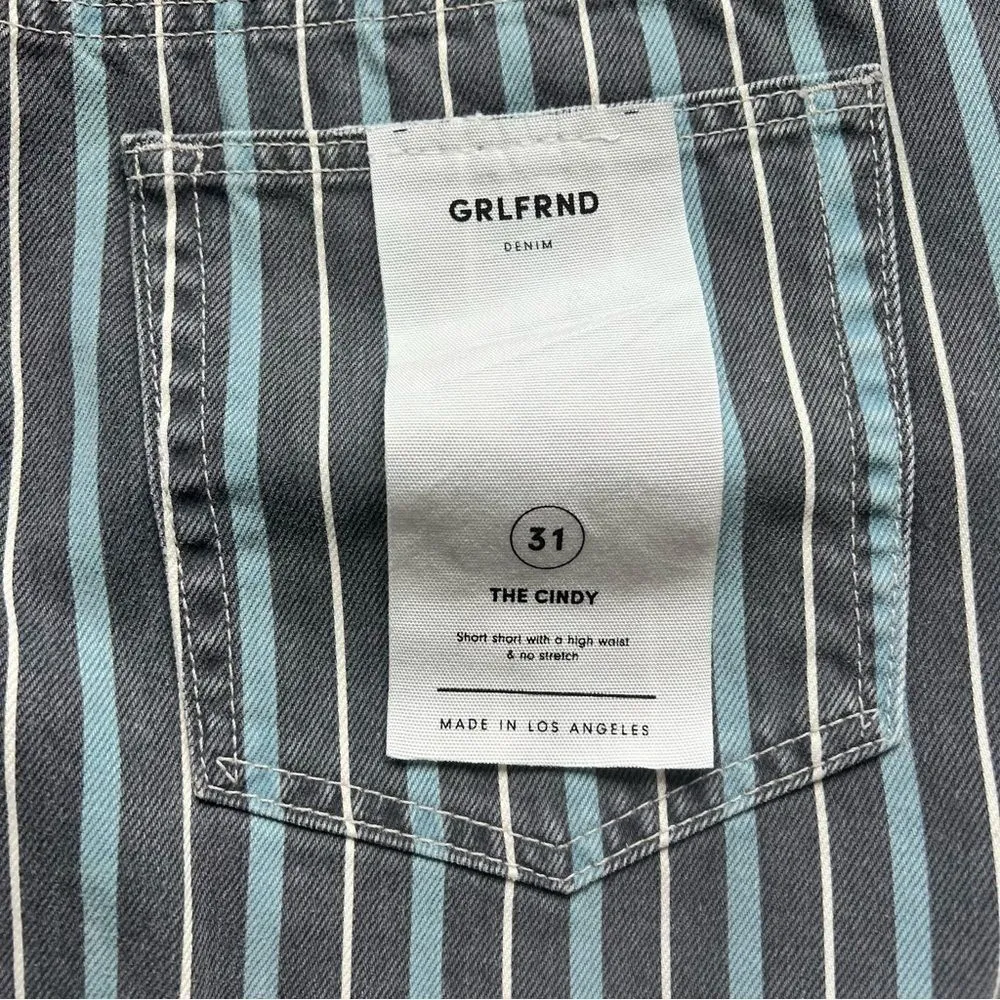 GRLFRND
DENIM
31
THE CINDY
Short short with a high waist
& no stretch
MADE IN LOS ANGELES